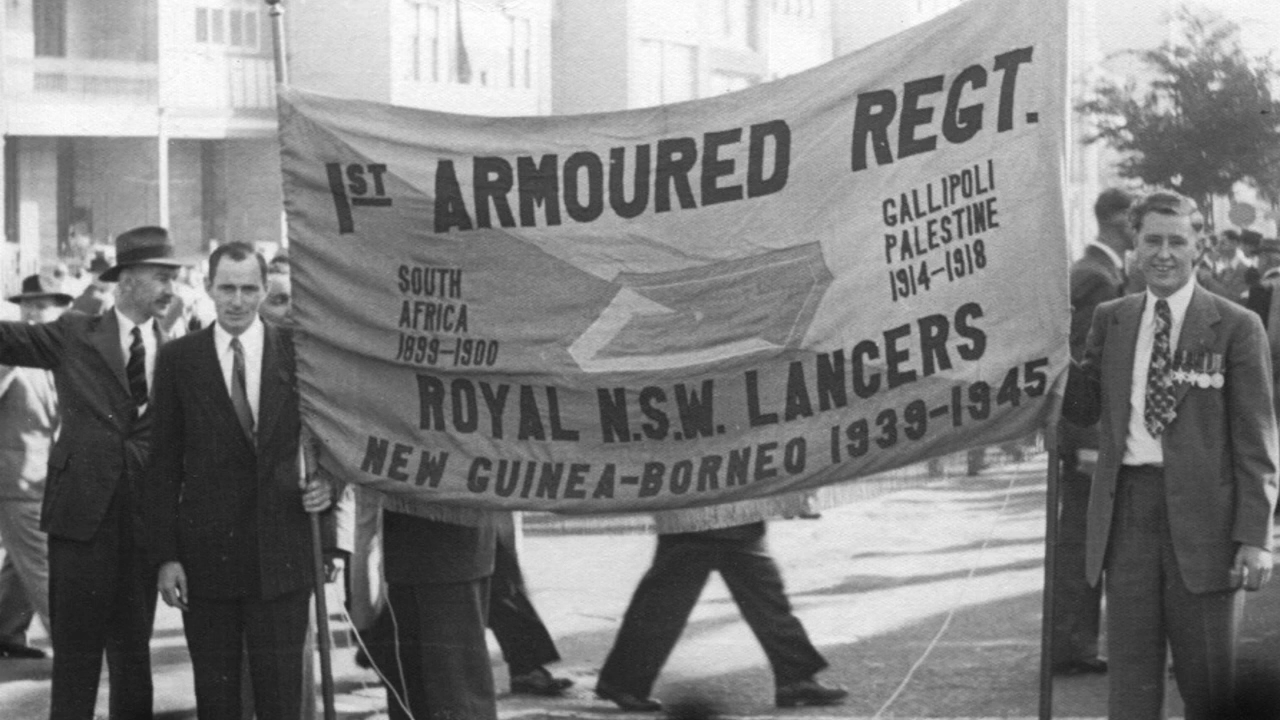 1ST ARMOURED REGT.
SOUTH
AFRICA
1899-1900
GALLIPOLI
PALESTINE
1914-1918
ROYAL N.S.W. LANCERS
NEW GUINEA-BORNEO 1939-1945